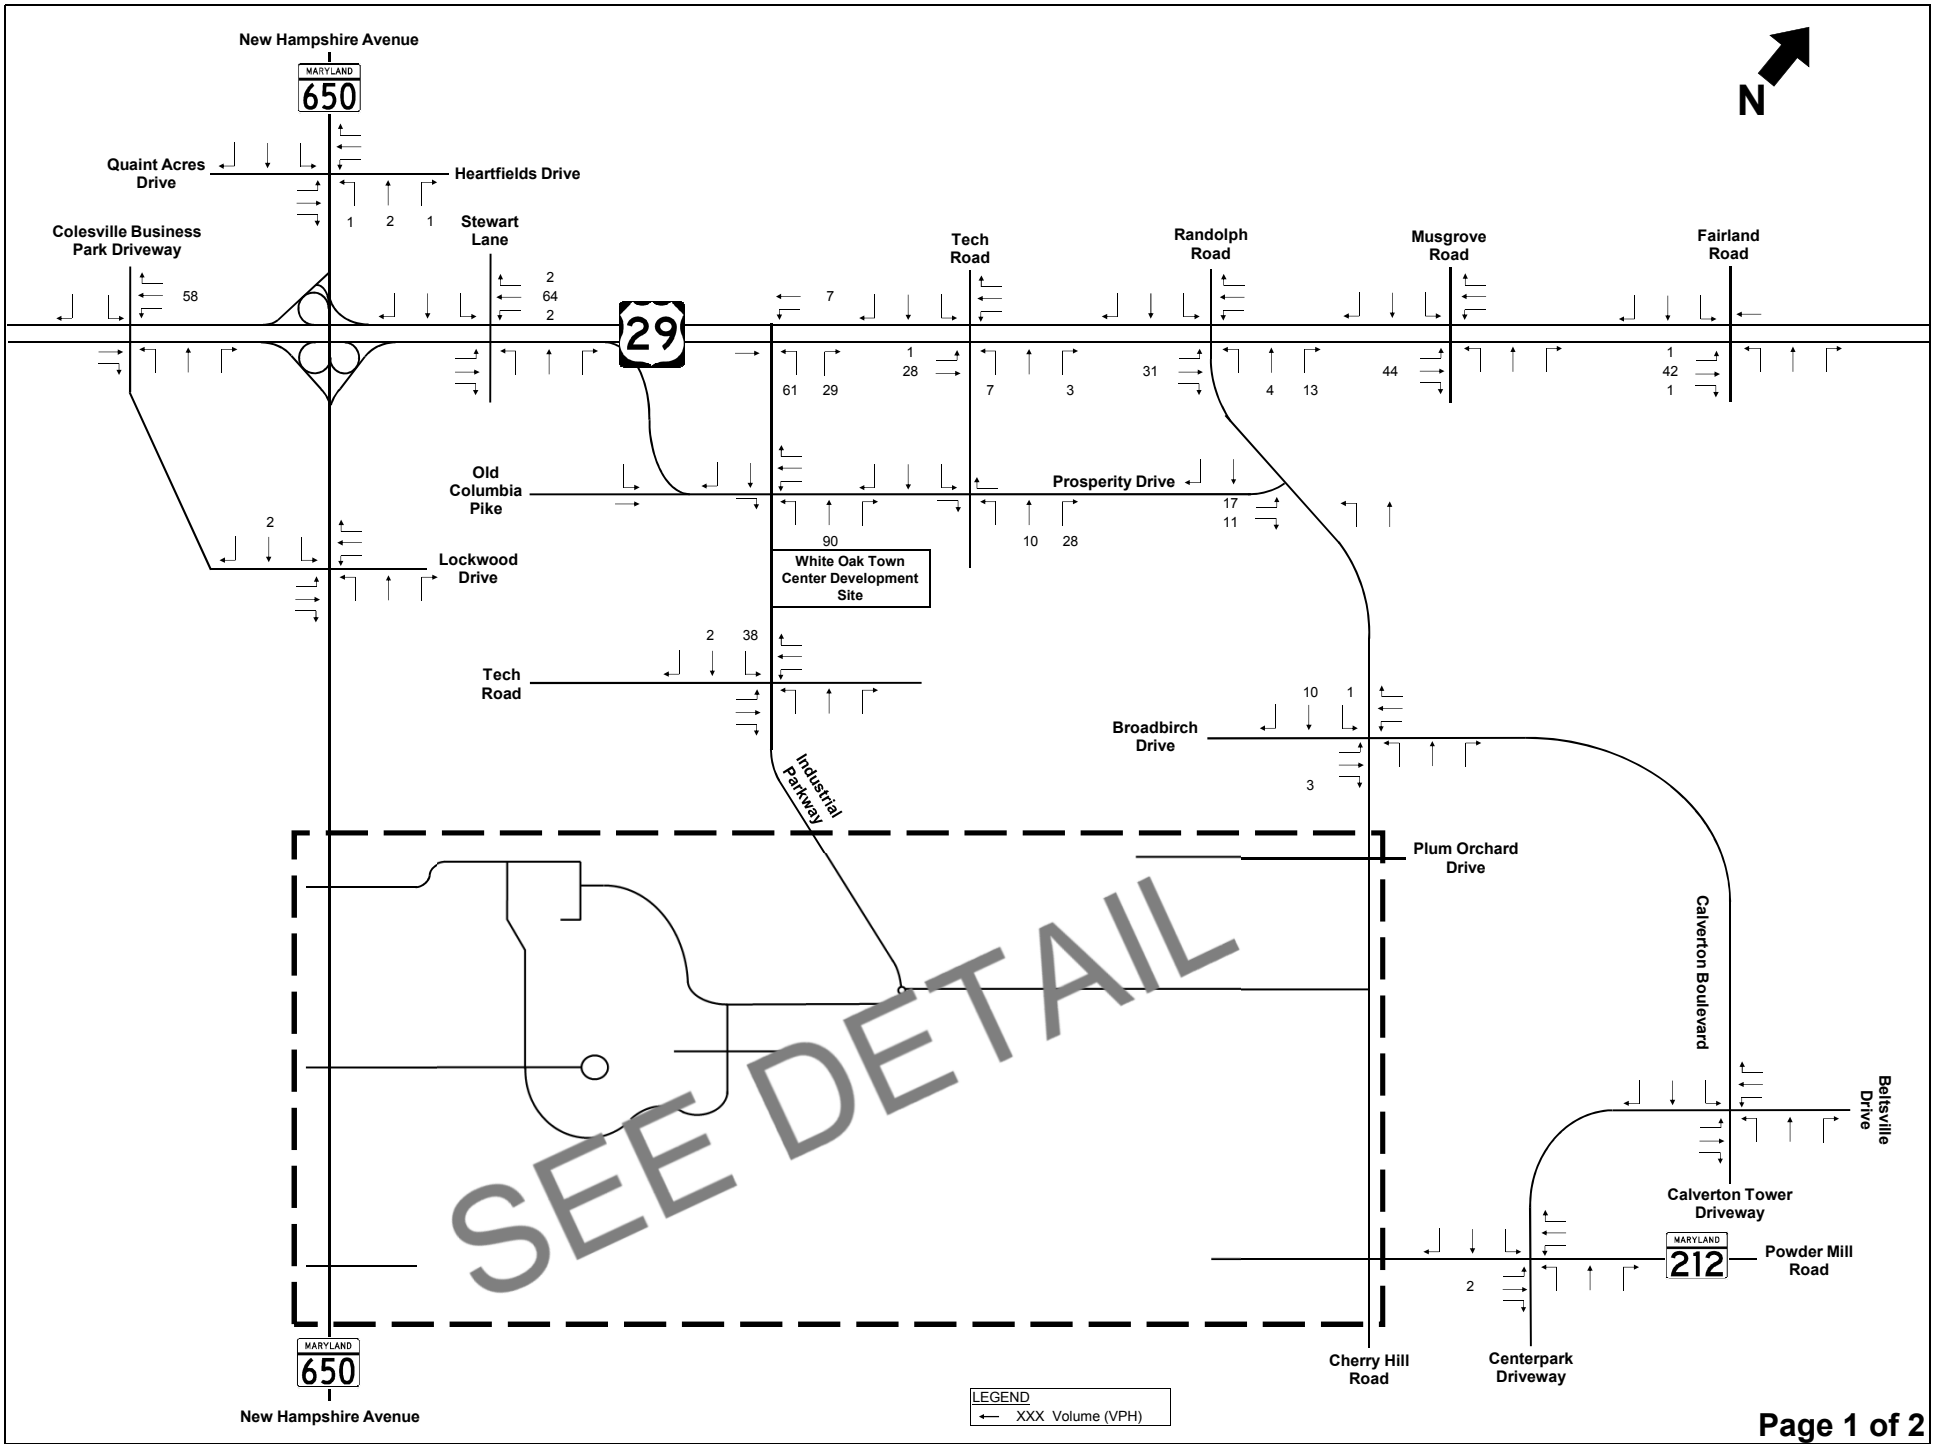 New Hampshire Avenue
MARYLAND
650
N
Quaint Acres
Drive
Heartfields Drive
1 2 1
Colesville Business
Park Driveway
Stewart
Lane
Tech
Road
Randolph
Road
Musgrove
Road
Fairland
Road
58
2
64
2
29
7
61 29
1
28
7 3
31
4 13
44
1
42
1
Old
Columbia
Pike
Prosperity Drive
17
11
90
10 28
2
Lockwood
Drive
White Oak Town
Center Development
Site
2 38
Tech
Road
10 1
Broadbirch
Drive
3
Industrial
Parkway
Plum Orchard
Drive
SEE DETAIL
Calverton Boulevard
Beltsville
Drive
Calverton Tower
Driveway
MARYLAND
212
Powder Mill
Road
2
MARYLAND
650
New Hampshire Avenue
Cherry Hill
Road
Centerpark
Driveway
LEGEND
XXX Volume (VPH)
Page 1 of 2